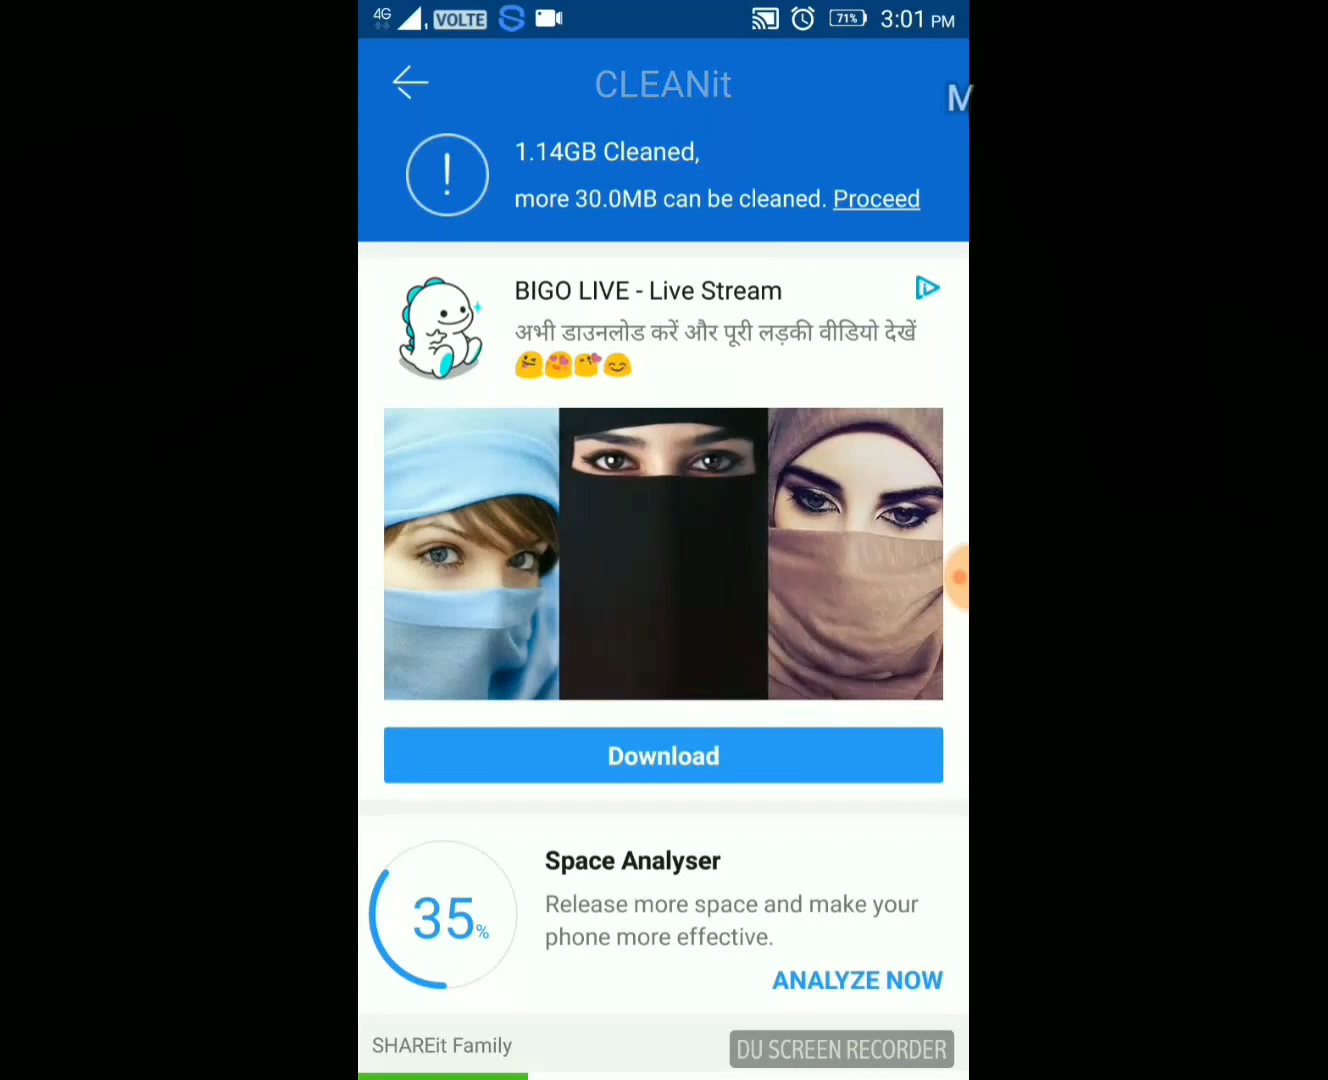 4G VOLTE 71% 3:01 PM
CLEANit
M
1.14GB Cleaned,
more 30.0MB can be cleaned. Proceed
BIGO LIVE - Live Stream
अभी डाउनलोड करें और पूरी लड़की वीडियो देखें
Download
Space Analyser
35%
Release more space and make your
phone more effective.
ANALYZE NOW
SHAREit Family
DU SCREEN RECORDER